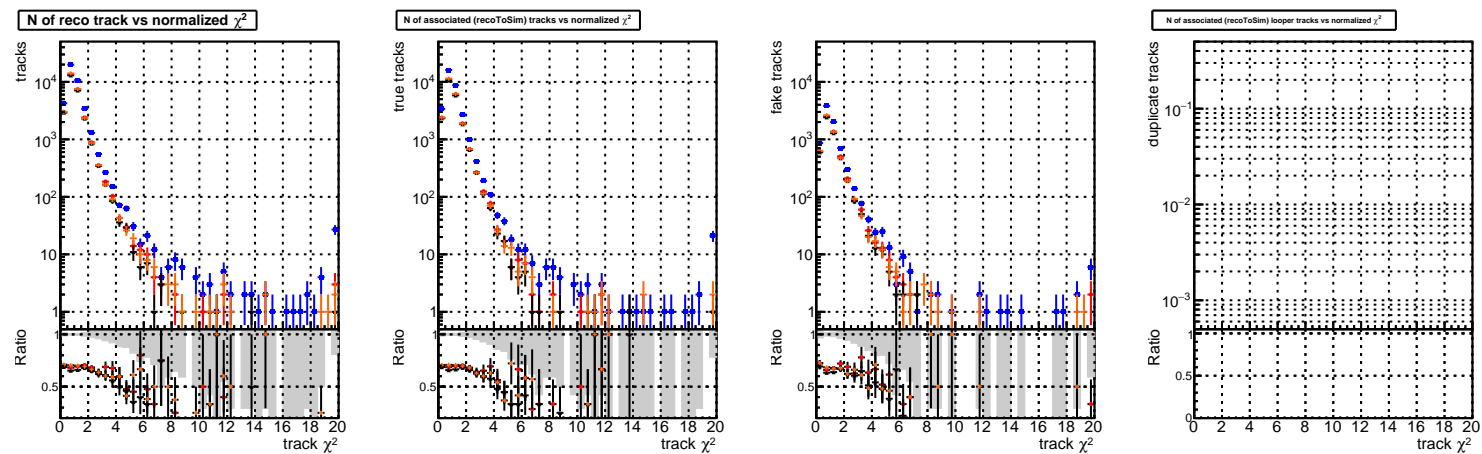 N of reco track vs normalized χ²
tracks
10⁴
10³
10²
10
1
Ratio
1
0.5
0 2 4 6 8 10 12 14 16 18 20
track χ²
N of associated (recoToSim) tracks vs normalized χ²
true tracks
10⁴
10³
10²
10
1
Ratio
1
0.5
0 2 4 6 8 10 12 14 16 18 20
track χ²
fake tracks
10⁴
10³
10²
10
1
Ratio
1
0.5
0 2 4 6 8 10 12 14 16 18 20
track χ²
N of associated (recoToSim) looper tracks vs normalized χ²
duplicate tracks
10⁻¹
10⁻²
10⁻³
Ratio
1
0.5
0
0 2 4 6 8 10 12 14 16 18 20
track χ²